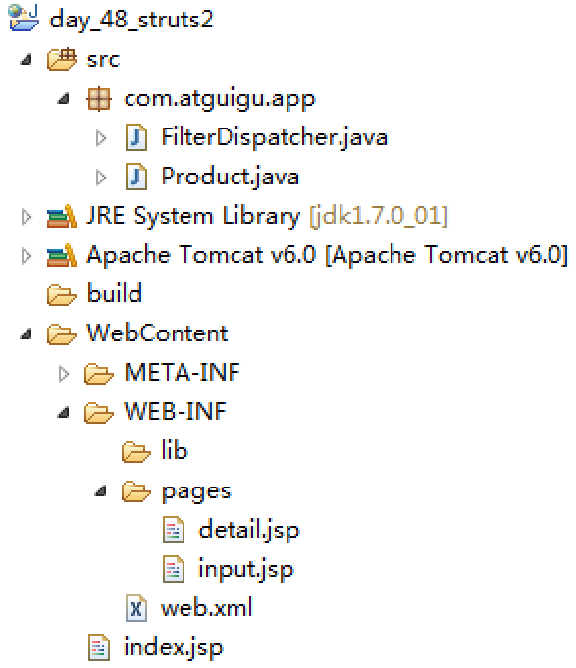 day_48_struts2
src
com.atguigu.app
FilterDispatcher.java
Product.java
JRE System Library [jdk1.7.0_01]
Apache Tomcat v6.0 [Apache Tomcat v6.0]
build
WebContent
META-INF
WEB-INF
lib
pages
detail.jsp
input.jsp
web.xml
index.jsp